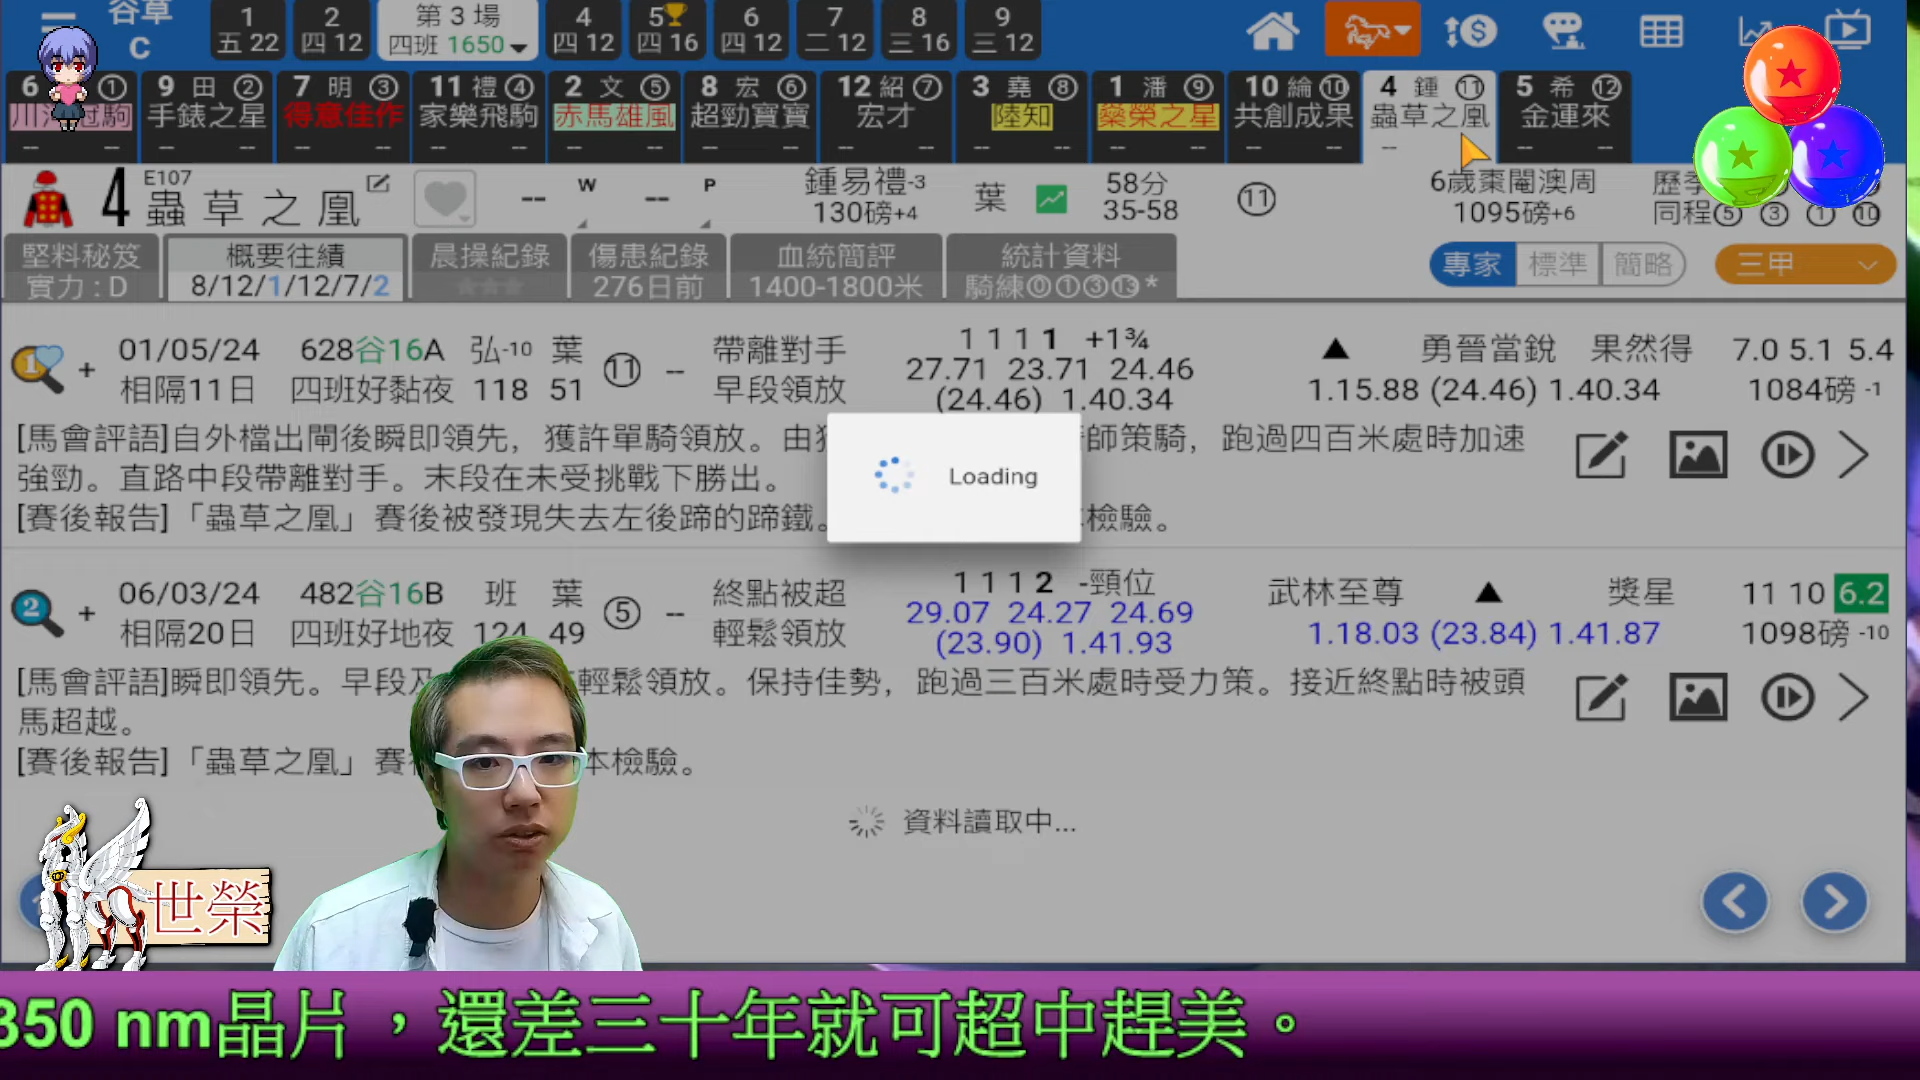 谷草
C
1
五 22
2
四 12
第 3 場
四班 1650
4
四 12
5
四 16
6
四 12
7
二 12
8
三 16
9
三 12
6 ①
冠駒
9 田 ②
手錶之星
7 明 ③
得意佳作
11 禮 ④
家樂飛駒
2 文 ⑤
赤馬雄風
8 宏 ⑥
超勁寶寶
12 紹 ⑦
宏才
3 堯 ⑧
陸知
1 潘 ⑨
燊榮之星
10 綸 ⑩
共創成果
4 鍾 ⑪
蟲草之凰
5 希 ⑫
金運來
-- --
4
E107
蟲草之凰
-- W
-- P
鍾易禮-3
130磅+4
葉
58分
35-58
⑪
6歲棗閹澳周
1095磅+6
歷季
同程⑤ ③ ① ⑩
堅料秘笈
實力 : D
概要往績
8/12/1/12/7/2
晨操紀錄
★★★
傷患紀錄
276日前
血統簡評
1400-1800米
統計資料
騎練⓪①③⑬*
專家
標準
簡略
三甲
1 + 01/05/24 628谷16A 弘-10 葉 ⑪ -- 帶離對手 1 1 1 1 +1¾ ▲ 勇晉當銳 果然得 7.0 5.1 5.4
相隔11日 四班好黏夜 118 51 早段領放 27.71 23.71 24.46 1.15.88 (24.46) 1.40.34 1084磅 -1
(24.46) 1.40.34
[馬會評語]自外檔出閘後瞬即領先，獲許單騎領放。由 師策騎，跑過四百米處時加速
強勁。直路中段帶離對手。末段在未受挑戰下勝出。
[賽後報告]「蟲草之凰」賽後被發現失去左後蹄的蹄鐵。 檢驗。
Loading
2 + 06/03/24 482谷16B 班 葉 ⑤ -- 終點被超 1 1 1 2 -頸位 武林至尊 ▲ 獎星 11 10 6.2
相隔20日 四班好地夜 124 49 輕鬆領放 29.07 24.27 24.69 1.18.03 (23.84) 1.41.87 1098磅 -10
(23.90) 1.41.93
[馬會評語]瞬即領先。早段 輕鬆領放。保持佳勢，跑過三百米處時受力策。接近終點時被頭
馬超越。
[賽後報告]「蟲草之凰」賽 本檢驗。
資料讀取中...
世榮
350 nm晶片，還差三十年就可超中趕美。